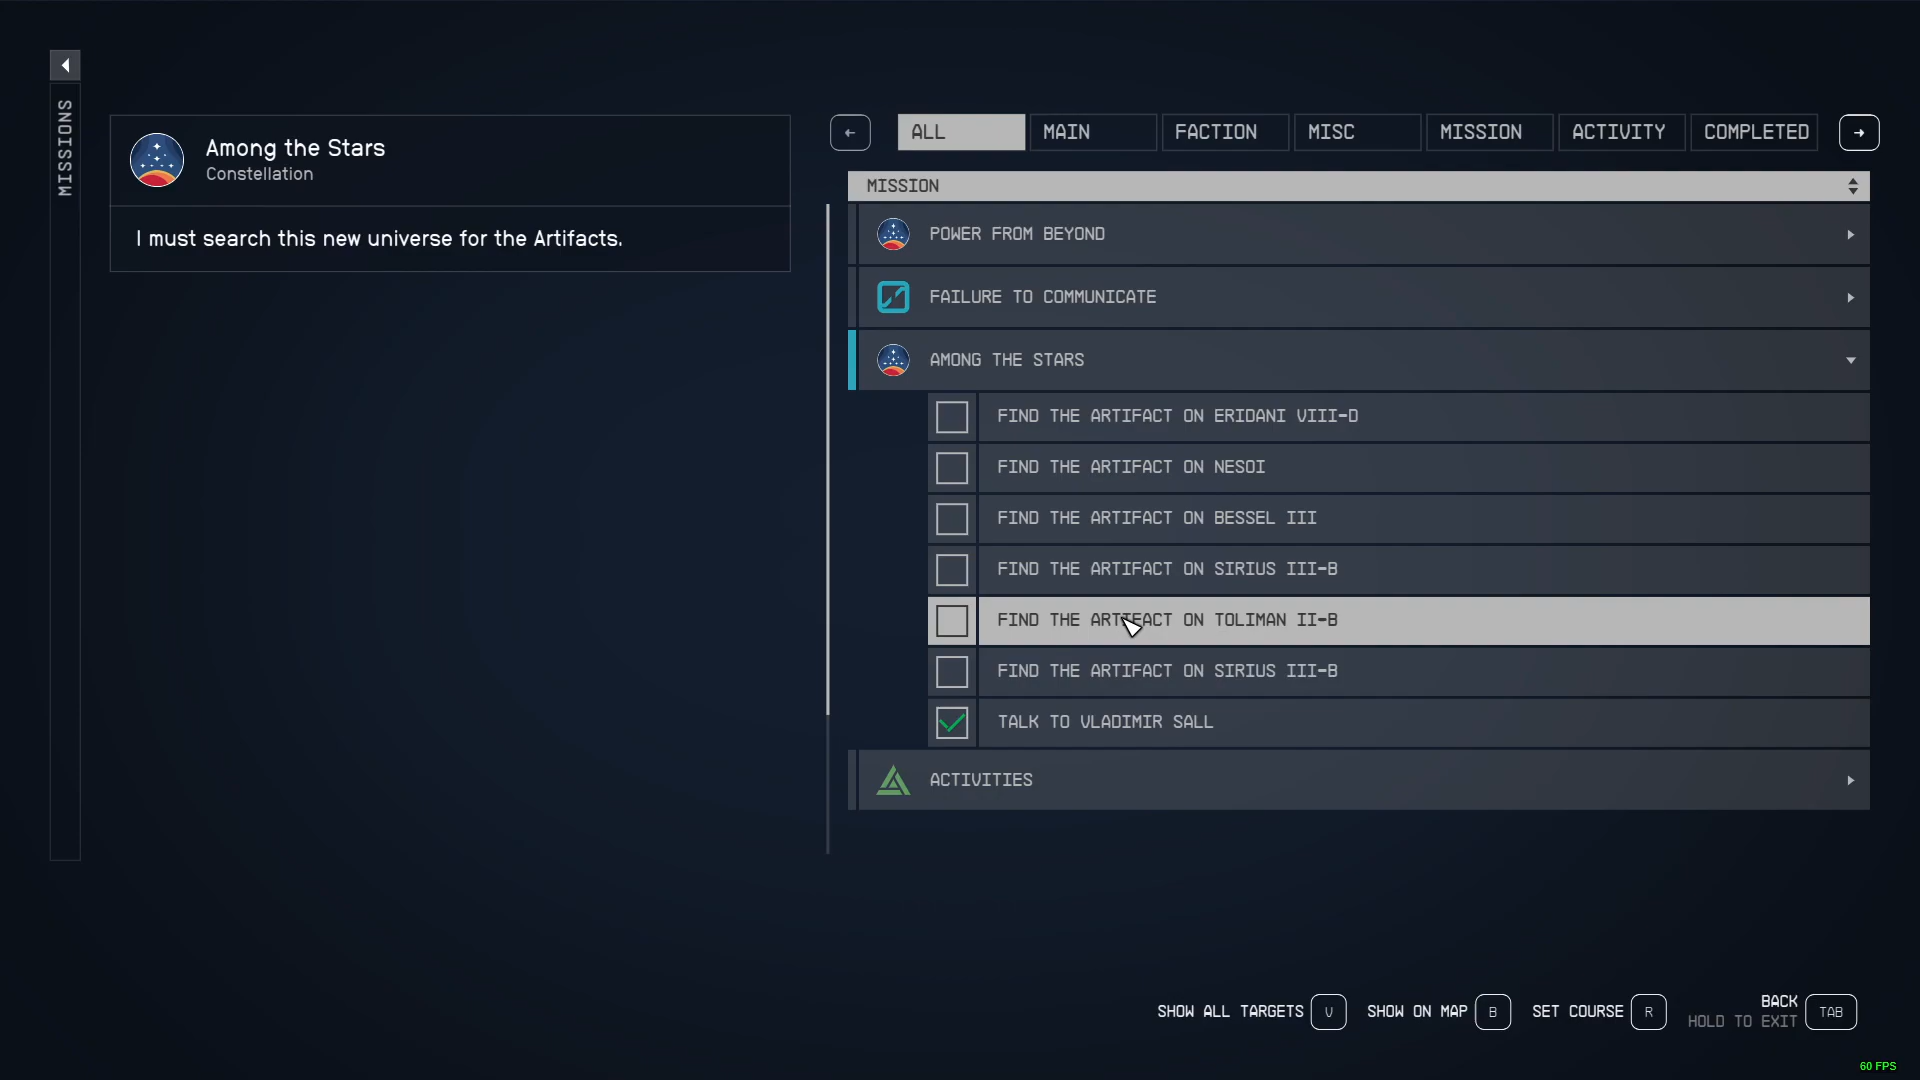 MISSIONS
Among the Stars
Constellation
I must search this new universe for the Artifacts.
ALL
MAIN
FACTION
MISC
MISSION
ACTIVITY
COMPLETED
MISSION
POWER FROM BEYOND
FAILURE TO COMMUNICATE
AMONG THE STARS
FIND THE ARTIFACT ON ERIDANI VIII-D
FIND THE ARTIFACT ON NESOI
FIND THE ARTIFACT ON BESSEL III
FIND THE ARTIFACT ON SIRIUS III-B
FIND THE ARTIFACT ON TOLIMAN II-B
FIND THE ARTIFACT ON SIRIUS III-B
TALK TO VLADIMIR SALL
ACTIVITIES
SHOW ALL TARGETS V
SHOW ON MAP B
SET COURSE R
BACK
HOLD TO EXIT
TAB
60 FPS